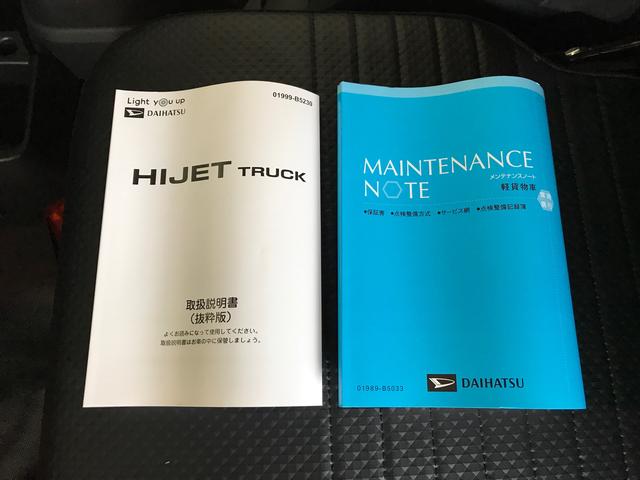 Light you up
DAIHATSU
01999-B5230
HIJET TRUCK
取扱説明書
（抜粋版）
よくお読みになって使用してください。
取扱説明書はお車の中に保管しましょう。
MAINTENANCE
NOTE
メンテナンスノート
軽貨物車
●保証書 ●点検整備方式 ●サービス網 ●点検整備記録簿
01989-B5033
DAIHATSU